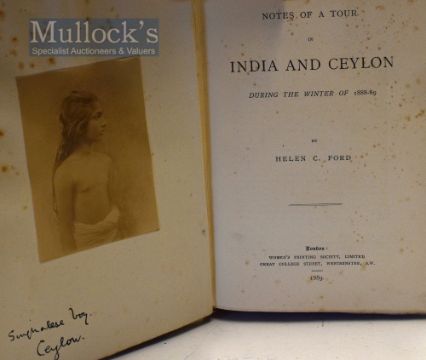 Mullock's
Specialist Auctioneers & Valuers
NOTES OF A TOUR
IN
INDIA AND CEYLON
DURING THE WINTER OF 1888-89
BY
HELEN C. FORD
London:
WOMEN'S PRINTING SOCIETY, LIMITED
GREAT COLLEGE STREET, WESTMINSTER, S.W.
1889
Singhalese boy.
Ceylon.